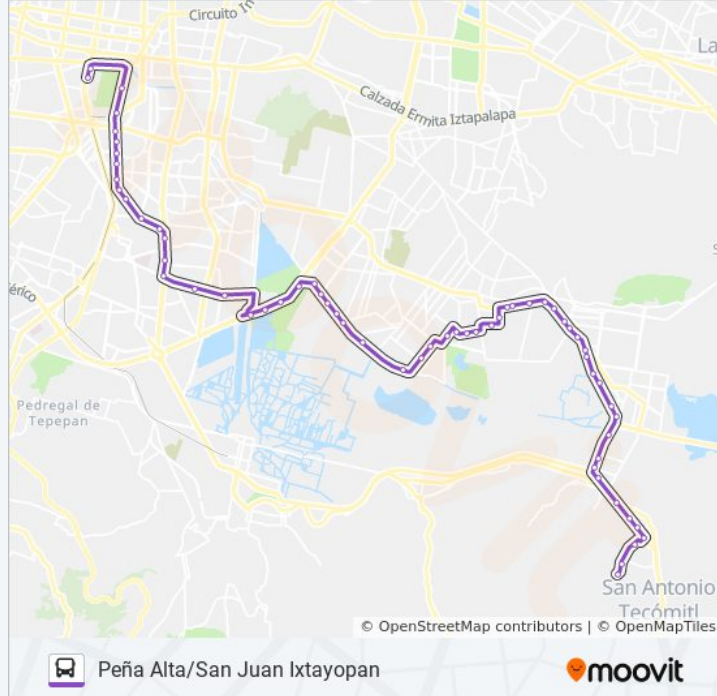 Circuito In
La
Calzada Ermita Iztapalapa
S
érico
Pedregal de
Tepepan
San Antonio
Tecómitl
© OpenStreetMap contributors | © OpenMapTiles
Peña Alta/San Juan Ixtayopan
moovit